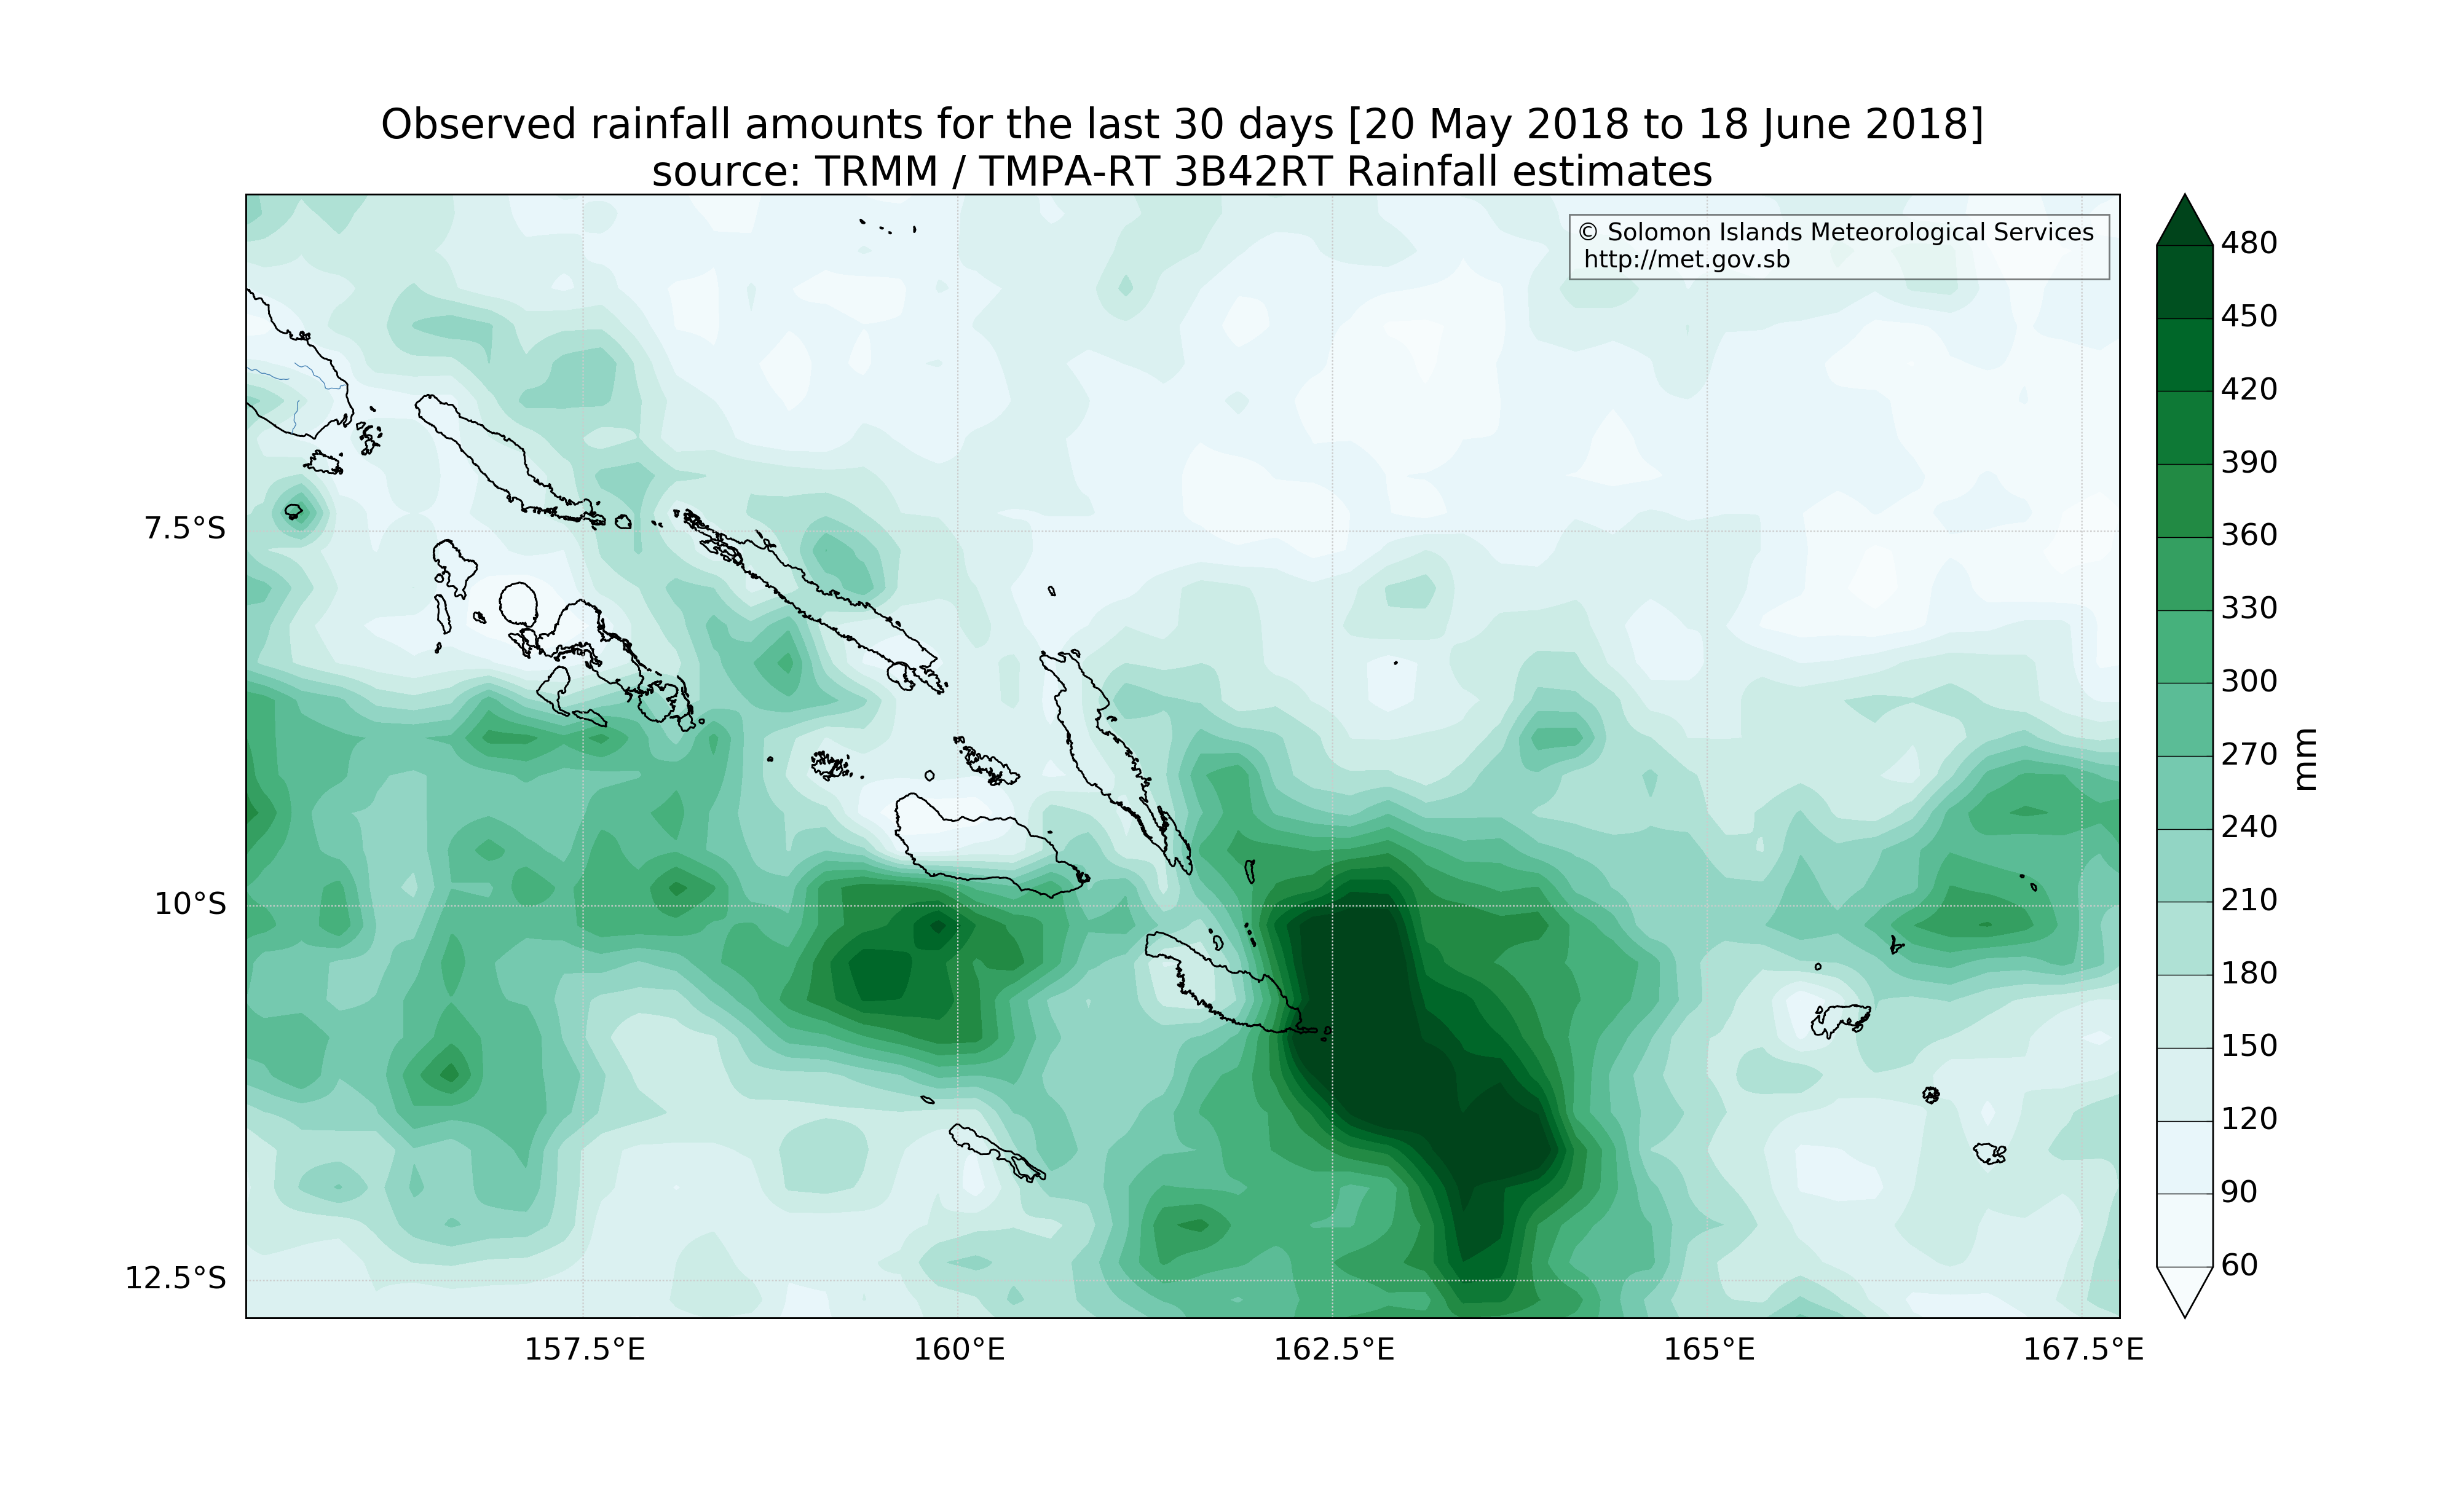 Observed rainfall amounts for the last 30 days [20 May 2018 to 18 June 2018]
source: TRMM / TMPA-RT 3B42RT Rainfall estimates
© Solomon Islands Meteorological Services
http://met.gov.sb
7.5°S
10°S
12.5°S
157.5°E
160°E
162.5°E
165°E
167.5°E
480
450
420
390
360
330
300
270
240
210
180
150
120
90
60
mm